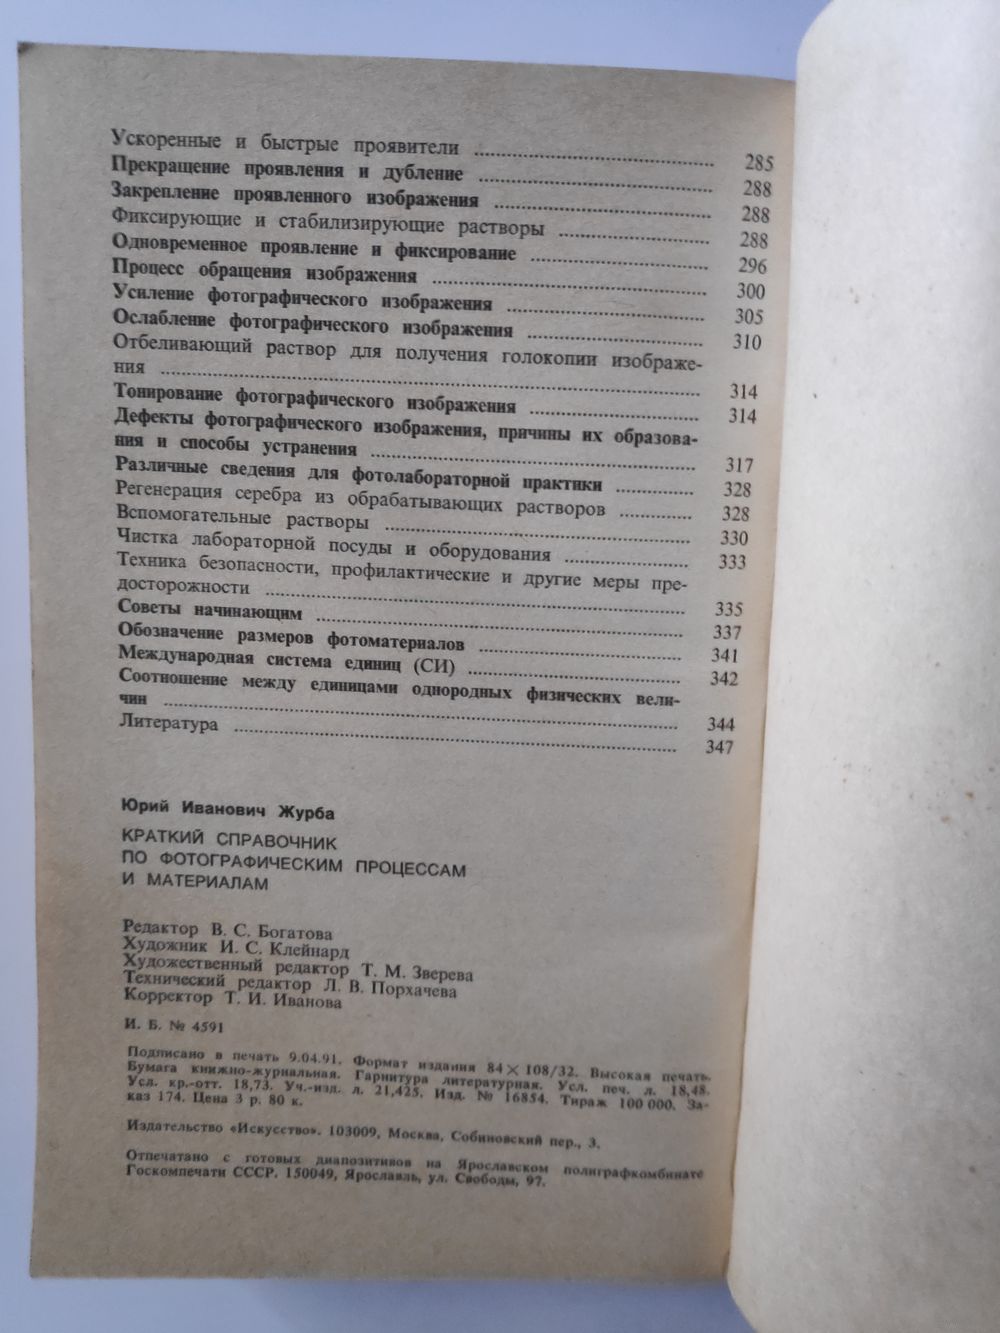 Ускоренные и быстрые проявители ........ 285
Прекращение проявления и дубление ........ 288
Закрепление проявленного изображения ........ 288
Фиксирующие и стабилизирующие растворы ........ 288
Одновременное проявление и фиксирование ........ 296
Процесс обращения изображения ........ 300
Усиление фотографического изображения ........ 305
Ослабление фотографического изображения ........ 310
Отбеливающий раствор для получения голокопии изображе-
ния ........ 314
Тонирование фотографического изображения ........ 314
Дефекты фотографического изображения, причины их образова-
ния и способы устранения ........ 317
Различные сведения для фотолабораторной практики ........ 328
Регенерация серебра из обрабатывающих растворов ........ 328
Вспомогательные растворы ........ 330
Чистка лабораторной посуды и оборудования ........ 333
Техника безопасности, профилактические и другие меры пре-
досторожности ........ 335
Советы начинающим ........ 337
Обозначение размеров фотоматериалов ........ 341
Международная система единиц (СИ) ........ 342
Соотношение между единицами однородных физических вели-
чин ........ 344
Литература ........ 347
Юрий Иванович Журба
КРАТКИЙ СПРАВОЧНИК
ПО ФОТОГРАФИЧЕСКИМ ПРОЦЕССАМ
И МАТЕРИАЛАМ
Редактор В. С. Богатова
Художник И. С. Клейнард
Художественный редактор Т. М. Зверева
Технический редактор Л. В. Порхачева
Корректор Т. И. Иванова
И. Б. № 4591
Подписано в печать 9.04.91. Формат издания 84×108/32. Высокая печать.
Бумага книжно-журнальная. Гарнитура литературная. Усл. печ. л. 18,48.
Усл. кр.-отт. 18,73. Уч.-изд. л. 21,425. Изд. № 16854. Тираж 100 000. За-
каз 174. Цена 3 р. 80 к.
Издательство «Искусство». 103009, Москва, Собиновский пер., 3.
Отпечатано с готовых диапозитивов на Ярославском полиграфкомбинате
Госкомпечати СССР. 150049, Ярославль, ул. Свободы, 97.